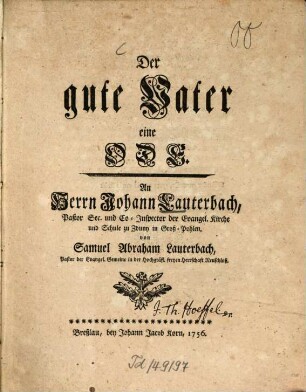 Der
gute Vater
eine
ODE.
An
Herrn Johann Lauterbach,
Pastor Sec. und Co-Inspector der Evangel. Kirche
und Schule zu Zduny in Groß-Pohlen,
von
Samuel Abraham Lauterbach,
Pastor der Evangel. Gemeine in der Hochgräfl. freyen Herrschaft Neuschloß.
Breßlau, bey Johann Jacob Korn, 1756.